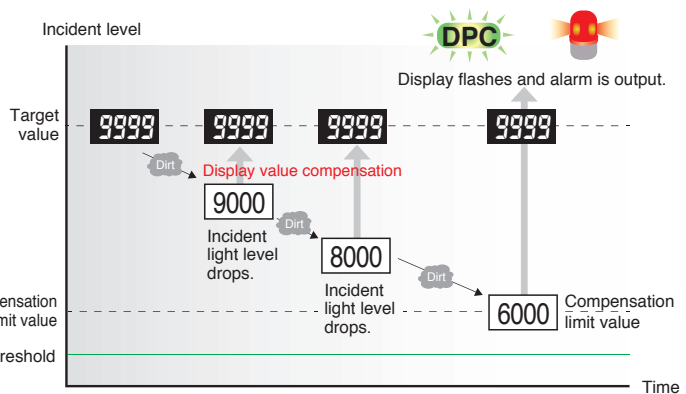 Incident level
DPC
Display flashes and alarm is output.
Target
value
9999
9999
9999
9999
Dirt
Display value compensation
9000
Dirt
Incident
light level
drops.
8000
Dirt
Incident
light level
drops.
6000
Compensation
limit value
ensation
mit value
reshold
Time